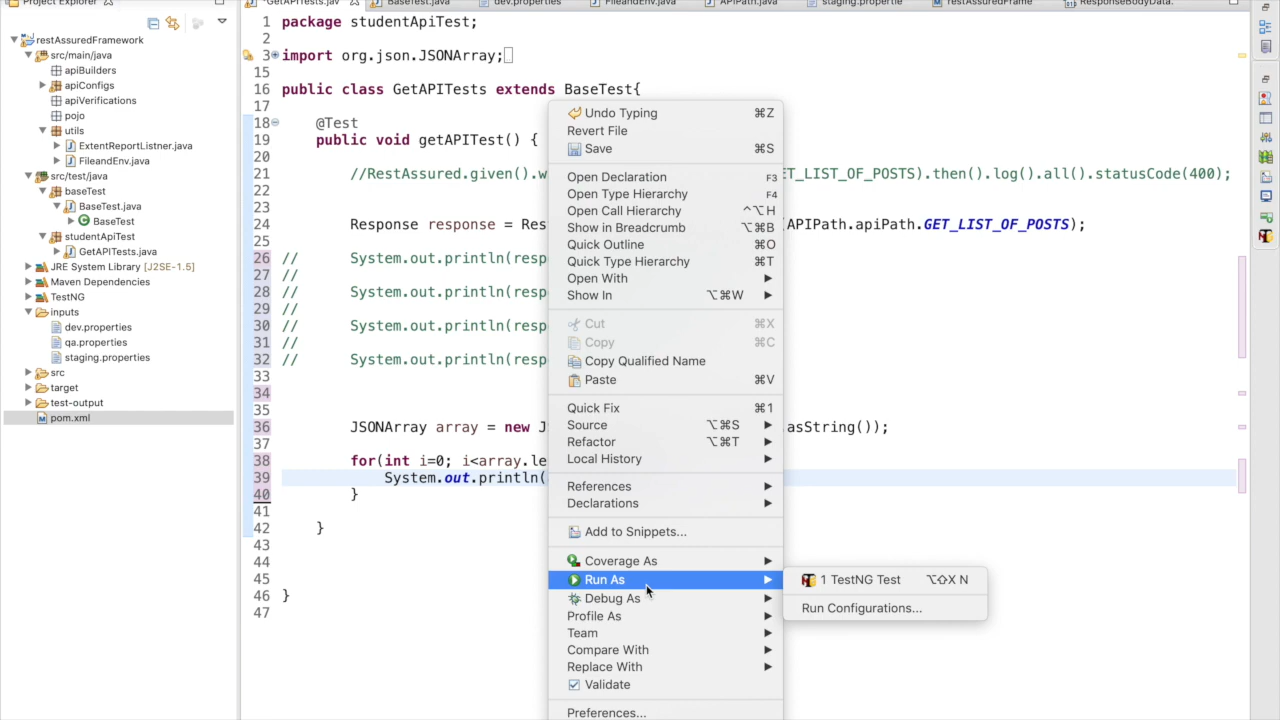 Project Explorer
*GetAPITests.jav
BaseTest.java
dev.properties
FileandEnv.java
APIPath.java
staging.propertie
restAssuredFrame
ResponseBodyData.
restAssuredFramework
src/main/java
apiBuilders
apiConfigs
apiVerifications
pojo
utils
ExtentReportListner.java
FileandEnv.java
src/test/java
baseTest
BaseTest.java
BaseTest
studentApiTest
GetAPITests.java
JRE System Library [J2SE-1.5]
Maven Dependencies
TestNG
inputs
dev.properties
qa.properties
staging.properties
src
target
test-output
pom.xml
1 package studentApiTest;
2
3 import org.json.JSONArray;
15
16 public class GetAPITests extends BaseTest{
17
18 @Test
19 public void getAPITest() {
20
21 //RestAssured.given().w ET_LIST_OF_POSTS).then().log().all().statusCode(400);
22
23
24 Response response = Res (APIPath.apiPath.GET_LIST_OF_POSTS);
25
26 // System.out.println(resp
27 //
28 // System.out.println(resp
29 //
30 // System.out.println(resp
31 //
32 // System.out.println(resp
33
34
35
36 JSONArray array = new JS asString());
37
38 for(int i=0; i<array.le
39 System.out.println(
40 }
41
42 }
43
44
45
46 }
47
Undo Typing ⌘Z
Revert File
Save ⌘S
Open Declaration F3
Open Type Hierarchy F4
Open Call Hierarchy ^⌥H
Show in Breadcrumb ⌥⌘B
Quick Outline ⌘O
Quick Type Hierarchy ⌘T
Open With
Show In ⌥⌘W
Cut ⌘X
Copy ⌘C
Copy Qualified Name
Paste ⌘V
Quick Fix ⌘1
Source ⌥⌘S
Refactor ⌥⌘T
Local History
References
Declarations
Add to Snippets...
Coverage As
Run As
Debug As
Profile As
Team
Compare With
Replace With
Validate
Preferences...
1 TestNG Test ⌥⇧X N
Run Configurations...